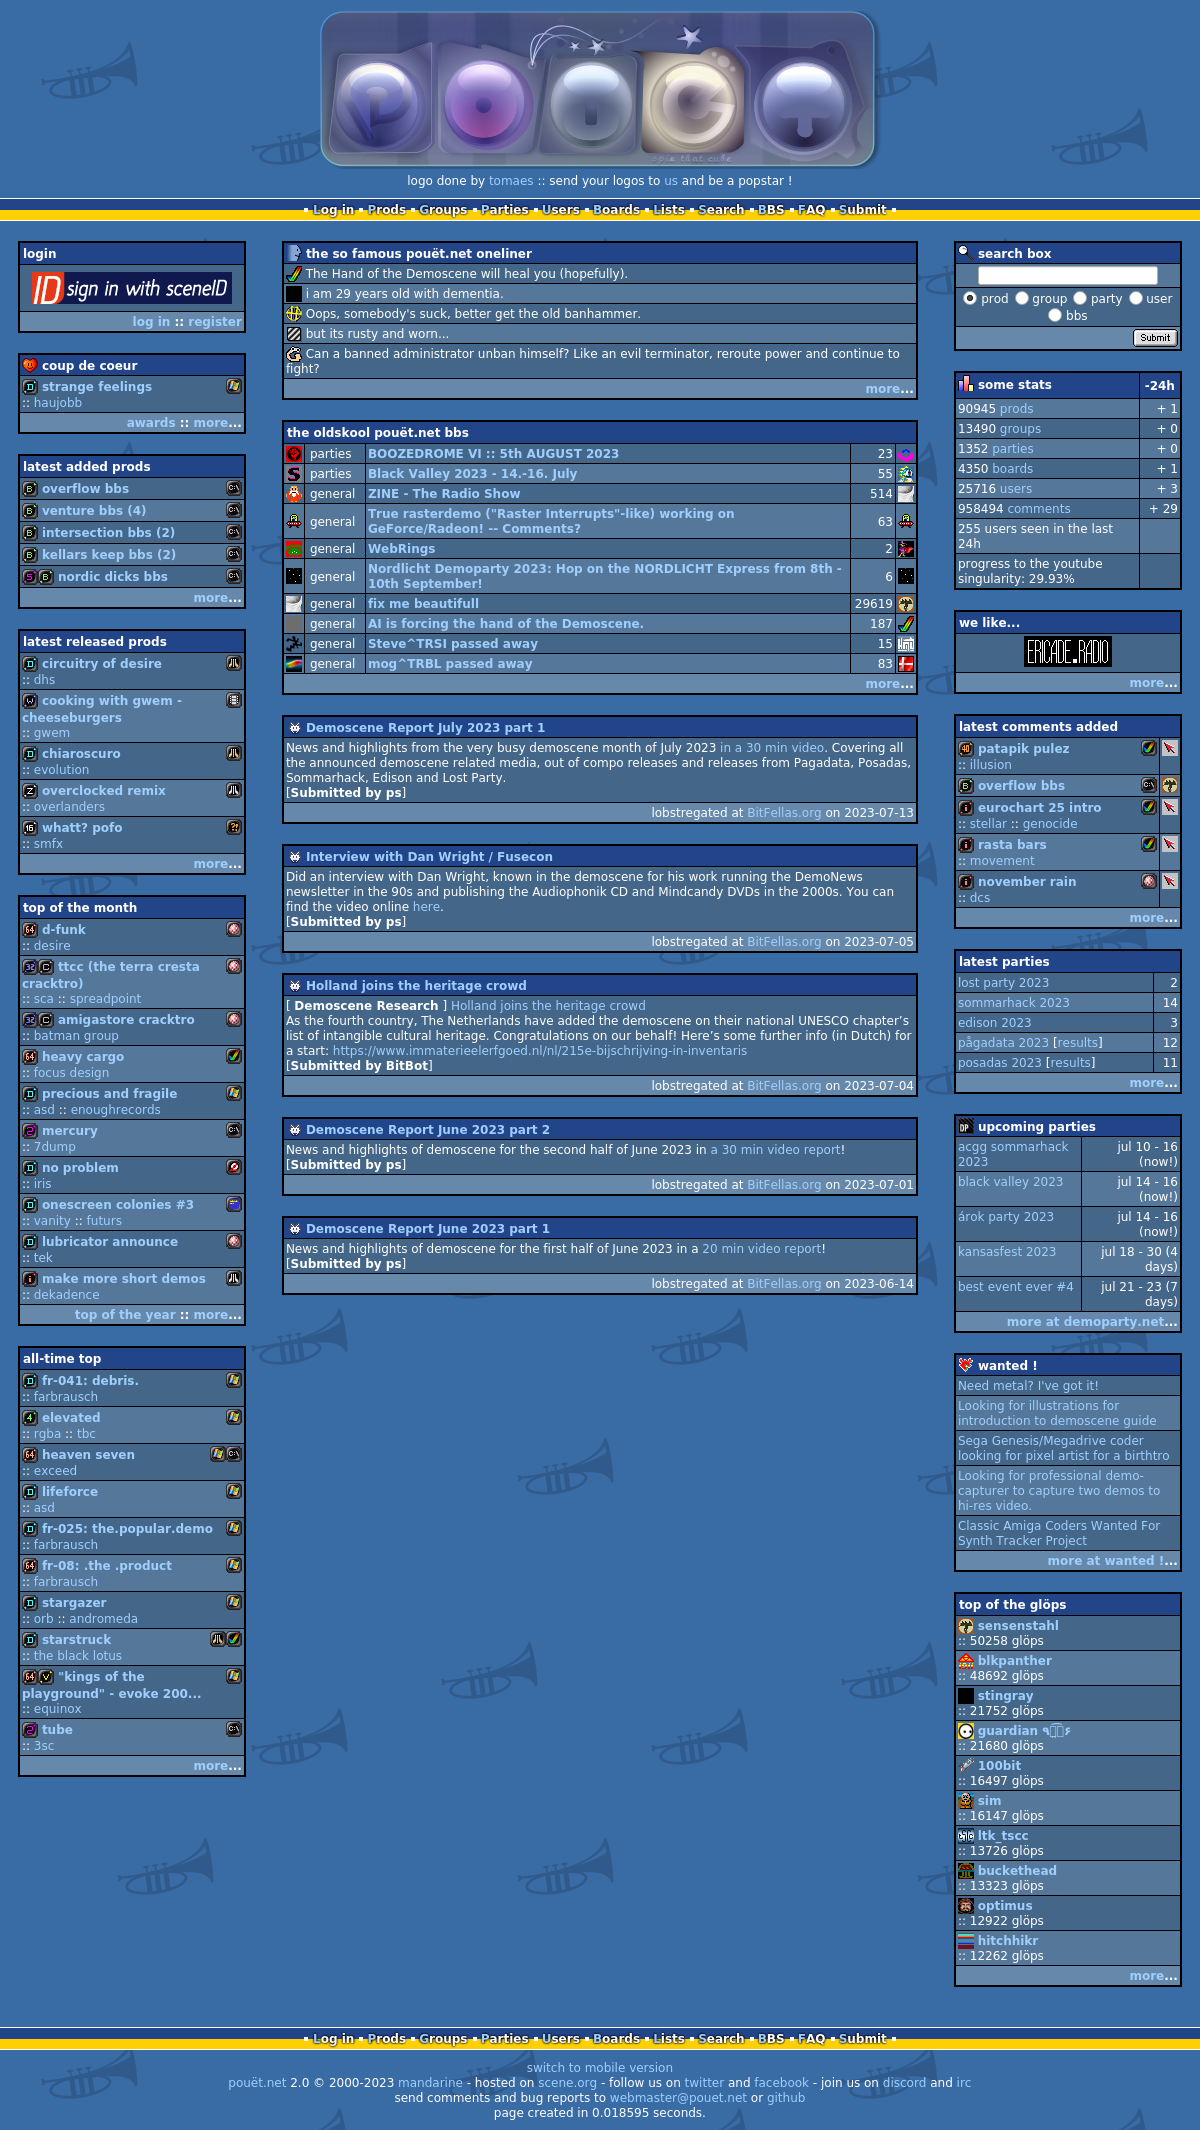 POUET
opiя that cube
logo done by tomaes :: send your logos to us and be a popstar !
Log in Prods Groups Parties Users Boards Lists Search BBS FAQ Submit
login
ID sign in with sceneID
log in :: register
coup de coeur
strange feelings
:: haujobb
awards :: more...
latest added prods
overflow bbs
venture bbs (4)
intersection bbs (2)
kellars keep bbs (2)
nordic dicks bbs
more...
latest released prods
circuitry of desire
:: dhs
cooking with gwem -
cheeseburgers
:: gwem
chiaroscuro
:: evolution
overclocked remix
:: overlanders
whatt? pofo
:: smfx
more...
top of the month
d-funk
:: desire
ttcc (the terra cresta
cracktro)
:: sca :: spreadpoint
amigastore cracktro
:: batman group
heavy cargo
:: focus design
precious and fragile
:: asd :: enoughrecords
mercury
:: 7dump
no problem
:: iris
onescreen colonies #3
:: vanity :: futurs
lubricator announce
:: tek
make more short demos
:: dekadence
top of the year :: more...
all-time top
fr-041: debris.
:: farbrausch
elevated
:: rgba :: tbc
heaven seven
:: exceed
lifeforce
:: asd
fr-025: the.popular.demo
:: farbrausch
fr-08: .the .product
:: farbrausch
stargazer
:: orb :: andromeda
starstruck
:: the black lotus
"kings of the
playground" - evoke 200...
:: equinox
tube
:: 3sc
more...
the so famous pouët.net oneliner
The Hand of the Demoscene will heal you (hopefully).
i am 29 years old with dementia.
Oops, somebody's suck, better get the old banhammer.
but its rusty and worn...
Can a banned administrator unban himself? Like an evil terminator, reroute power and continue to
fight?
more...
the oldskool pouët.net bbs
parties BOOZEDROME VI :: 5th AUGUST 2023 23
parties Black Valley 2023 - 14.-16. July 55
general ZINE - The Radio Show 514
general True rasterdemo ("Raster Interrupts"-like) working on
GeForce/Radeon! -- Comments? 63
general WebRings 2
general Nordlicht Demoparty 2023: Hop on the NORDLICHT Express from 8th -
10th September! 6
general fix me beautifull 29619
general AI is forcing the hand of the Demoscene. 187
general Steve^TRSI passed away 15
general mog^TRBL passed away 83
more...
Demoscene Report July 2023 part 1
News and highlights from the very busy demoscene month of July 2023 in a 30 min video. Covering all
the announced demoscene related media, out of compo releases and releases from Pagadata, Posadas,
Sommarhack, Edison and Lost Party.
[Submitted by ps]
lobstregated at BitFellas.org on 2023-07-13
Interview with Dan Wright / Fusecon
Did an interview with Dan Wright, known in the demoscene for his work running the DemoNews
newsletter in the 90s and publishing the Audiophonik CD and Mindcandy DVDs in the 2000s. You can
find the video online here.
[Submitted by ps]
lobstregated at BitFellas.org on 2023-07-05
Holland joins the heritage crowd
[ Demoscene Research ] Holland joins the heritage crowd
As the fourth country, The Netherlands have added the demoscene on their national UNESCO chapter’s
list of intangible cultural heritage. Congratulations on our behalf! Here’s some further info (in Dutch) for
a start: https://www.immaterieelerfgoed.nl/nl/215e-bijschrijving-in-inventaris
[Submitted by BitBot]
lobstregated at BitFellas.org on 2023-07-04
Demoscene Report June 2023 part 2
News and highlights of demoscene for the second half of June 2023 in a 30 min video report!
[Submitted by ps]
lobstregated at BitFellas.org on 2023-07-01
Demoscene Report June 2023 part 1
News and highlights of demoscene for the first half of June 2023 in a 20 min video report!
[Submitted by ps]
lobstregated at BitFellas.org on 2023-06-14
search box
prod group party user
bbs
Submit
some stats -24h
90945 prods + 1
13490 groups + 0
1352 parties + 0
4350 boards + 1
25716 users + 3
958494 comments + 29
255 users seen in the last
24h
progress to the youtube
singularity: 29.93%
we like...
ERICADE.RADIO
more...
latest comments added
patapik pulez
:: illusion
overflow bbs
eurochart 25 intro
:: stellar :: genocide
rasta bars
:: movement
november rain
:: dcs
more...
latest parties
lost party 2023 2
sommarhack 2023 14
edison 2023 3
pågadata 2023 [results] 12
posadas 2023 [results] 11
more...
upcoming parties
acgg sommarhack jul 10 - 16
2023 (now!)
black valley 2023 jul 14 - 16
(now!)
árok party 2023 jul 14 - 16
(now!)
kansasfest 2023 jul 18 - 30 (4
days)
best event ever #4 jul 21 - 23 (7
days)
more at demoparty.net...
wanted !
Need metal? I've got it!
Looking for illustrations for
introduction to demoscene guide
Sega Genesis/Megadrive coder
looking for pixel artist for a birthtro
Looking for professional demo-
capturer to capture two demos to
hi-res video.
Classic Amiga Coders Wanted For
Synth Tracker Project
more at wanted !...
top of the glöps
sensenstahl
:: 50258 glöps
blkpanther
:: 48692 glöps
stingray
:: 21752 glöps
guardian
:: 21680 glöps
100bit
:: 16497 glöps
sim
:: 16147 glöps
ltk_tscc
:: 13726 glöps
buckethead
:: 13323 glöps
optimus
:: 12922 glöps
hitchhikr
:: 12262 glöps
more...
Log in Prods Groups Parties Users Boards Lists Search BBS FAQ Submit
switch to mobile version
pouët.net 2.0 © 2000-2023 mandarine - hosted on scene.org - follow us on twitter and facebook - join us on discord and irc
send comments and bug reports to webmaster@pouet.net or github
page created in 0.018595 seconds.